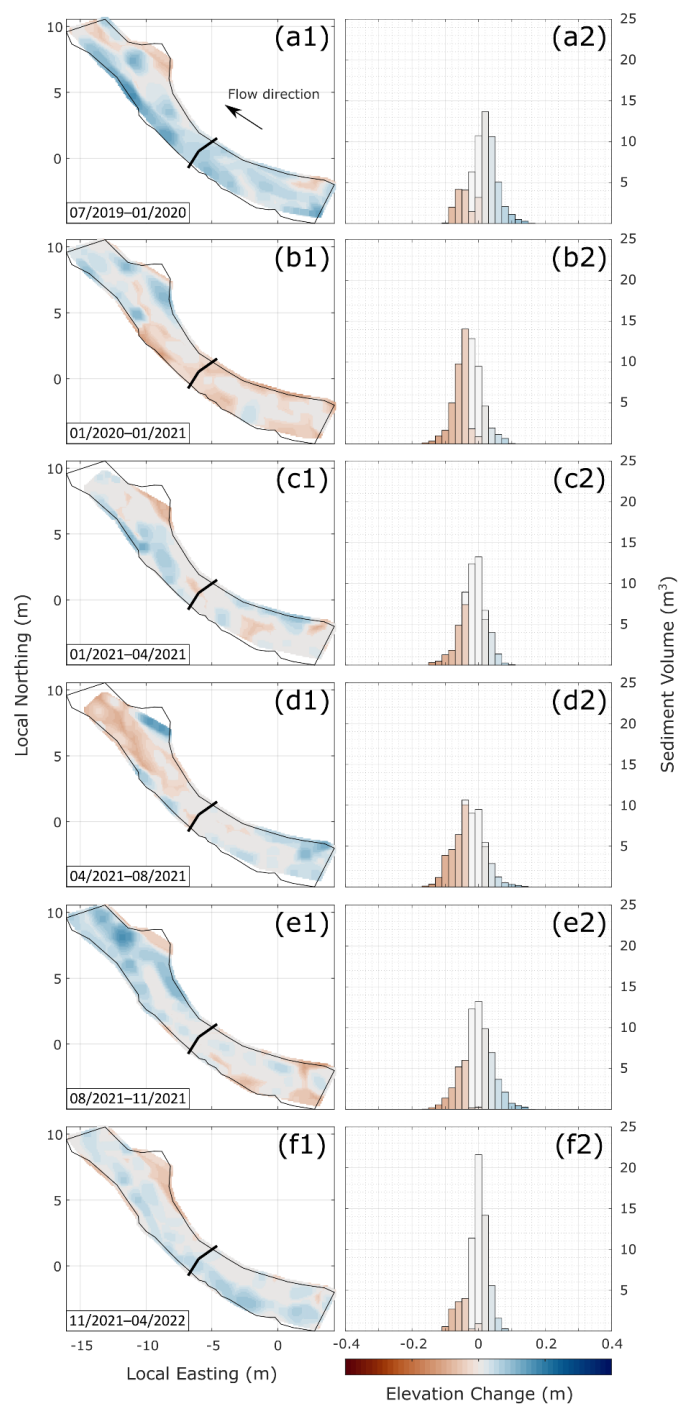 (a1)
(a2)
Flow direction
10
5
0
07/2019–01/2020
25
20
15
10
5
(b1)
(b2)
10
5
0
01/2020–01/2021
25
20
15
10
5
(c1)
(c2)
10
5
0
01/2021–04/2021
25
20
15
10
5
Local Northing (m)
Sediment Volume (m³)
(d1)
(d2)
10
5
0
04/2021–08/2021
25
20
15
10
5
(e1)
(e2)
10
5
0
08/2021–11/2021
25
20
15
10
5
(f1)
(f2)
10
5
0
11/2021–04/2022
25
20
15
10
5
-15 -10 -5 0
-0.4 -0.2 0 0.2 0.4
Local Easting (m)
Elevation Change (m)